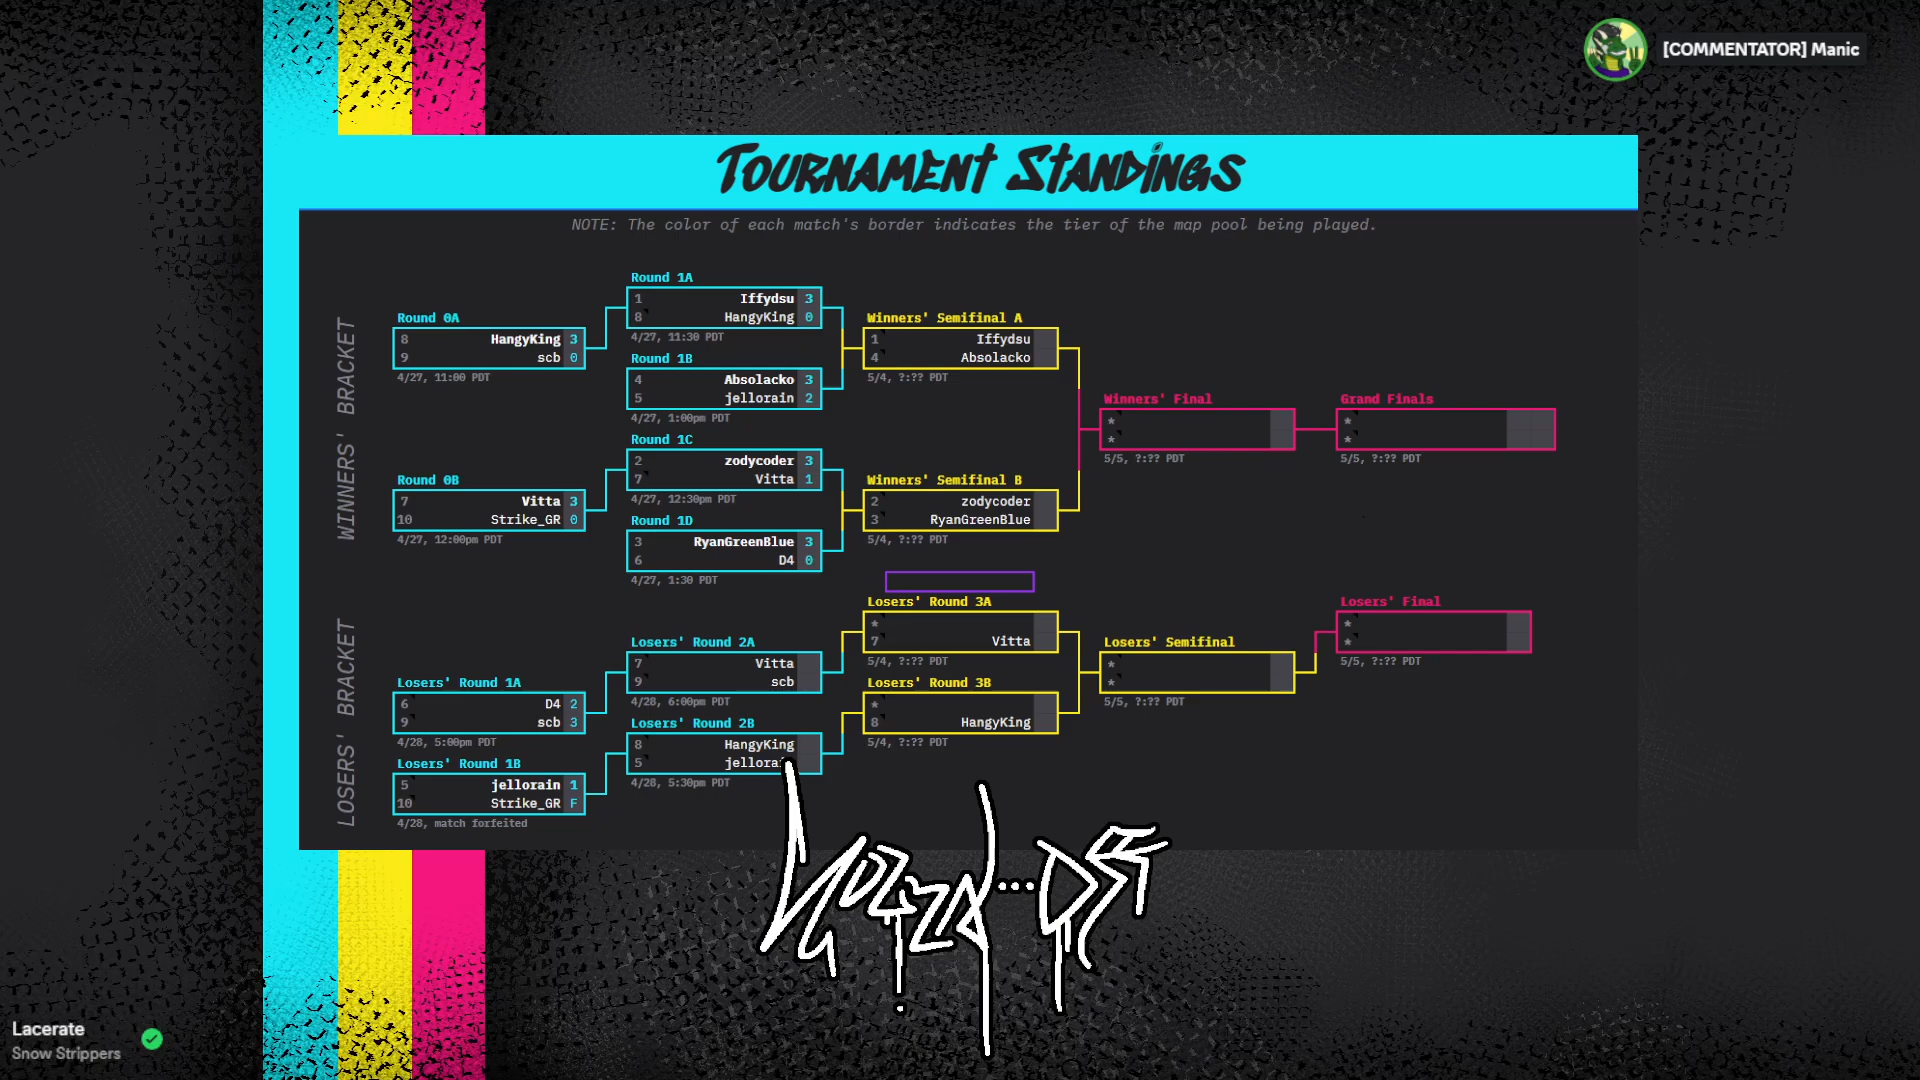 [COMMENTATOR] Manic
Tournament Standings
NOTE: The color of each match's border indicates the tier of the map pool being played.
WINNERS' BRACKET
Round 0A
8 HangyKing 3
9 scb 0
4/27, 11:00 PDT
Round 0B
7 Vitta 3
10 Strike_GR 0
4/27, 12:00pm PDT
Round 1A
1 Iffydsu 3
8 HangyKing 0
4/27, 11:30 PDT
Round 1B
4 Absolacko 3
5 jellorain 2
4/27, 1:00pm PDT
Round 1C
2 zodycoder 3
7 Vitta 1
4/27, 12:30pm PDT
Round 1D
3 RyanGreenBlue 3
6 D4 0
4/27, 1:30 PDT
Winners' Semifinal A
1 Iffydsu
4 Absolacko
5/4, ?:?? PDT
Winners' Semifinal B
2 zodycoder
3 RyanGreenBlue
5/4, ?:?? PDT
Winners' Final
*
*
5/5, ?:?? PDT
Grand Finals
*
*
5/5, ?:?? PDT
LOSERS' BRACKET
Losers' Round 1A
6 D4 2
9 scb 3
4/28, 5:00pm PDT
Losers' Round 1B
5 jellorain 1
10 Strike_GR F
4/28, match forfeited
Losers' Round 2A
7 Vitta
9 scb
4/28, 6:00pm PDT
Losers' Round 2B
8 HangyKing
5 jellorain
4/28, 5:30pm PDT
Losers' Round 3A
*
7 Vitta
5/4, ?:?? PDT
Losers' Round 3B
*
8 HangyKing
5/4, ?:?? PDT
Losers' Semifinal
*
*
5/5, ?:?? PDT
Losers' Final
*
*
5/5, ?:?? PDT
Lacerate
Snow Strippers